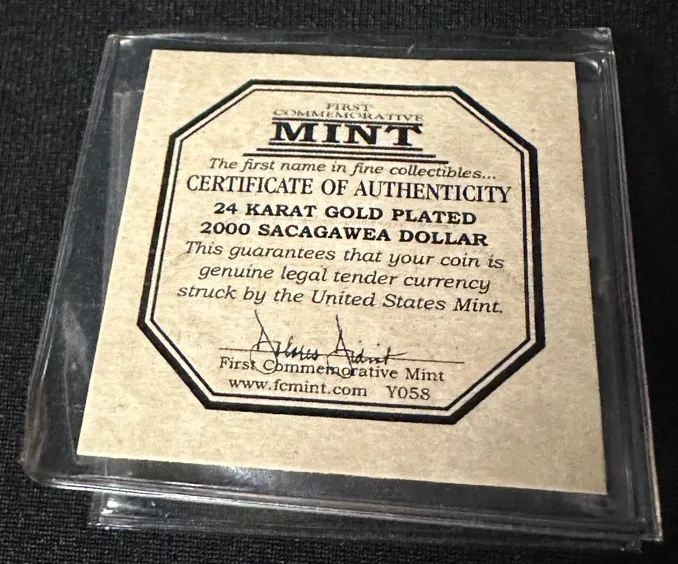 FIRST
COMMEMORATIVE
MINT
The first name in fine collectibles...
CERTIFICATE OF AUTHENTICITY
24 KARAT GOLD PLATED
2000 SACAGAWEA DOLLAR
This guarantees that your coin is
genuine legal tender currency
struck by the United States Mint.
First Commemorative Mint
www.fcmint.com Y058